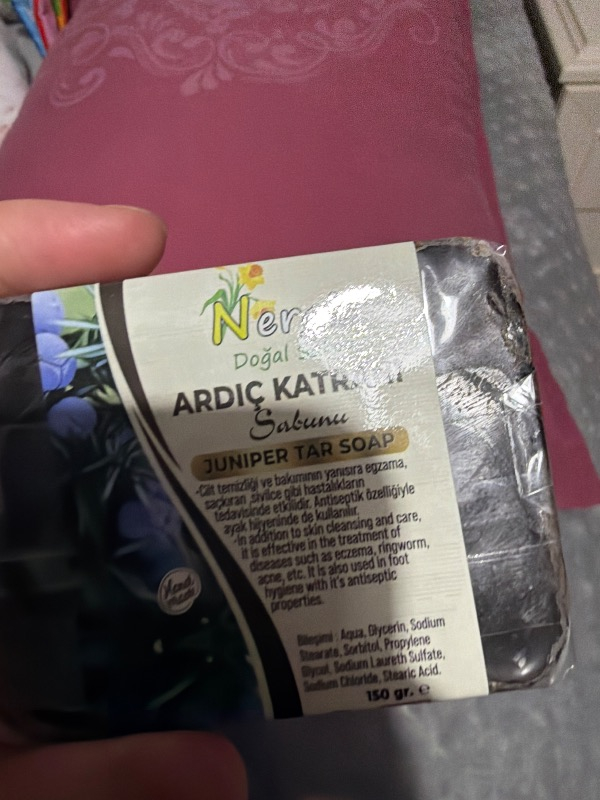 Doğal
ARDIÇ
Sabunu
JUNIPER TAR SOAP
-Cilt temizliği ve bakımının yanısıra egzama,
saçkıran ,sivilce gibi hastalıkların
tedavisinde etkilidir. Antiseptik özelliğiyle
ayak hijyeninde de kullanılır.
-In addition to skin cleansing and care,
it is effective in the treatment of
diseases such as eczema, ringworm,
acne, etc. It is also used in foot
hygiene with it's antiseptic
properties.
Hand made
Bileşimi : Aqua, Glycerin, Sodium
Stearate, Sorbitol, Propylene
Glycol, Sodium Laureth Sulfate,
Sodium Chloride, Stearic Acid.
150 gr. ℮